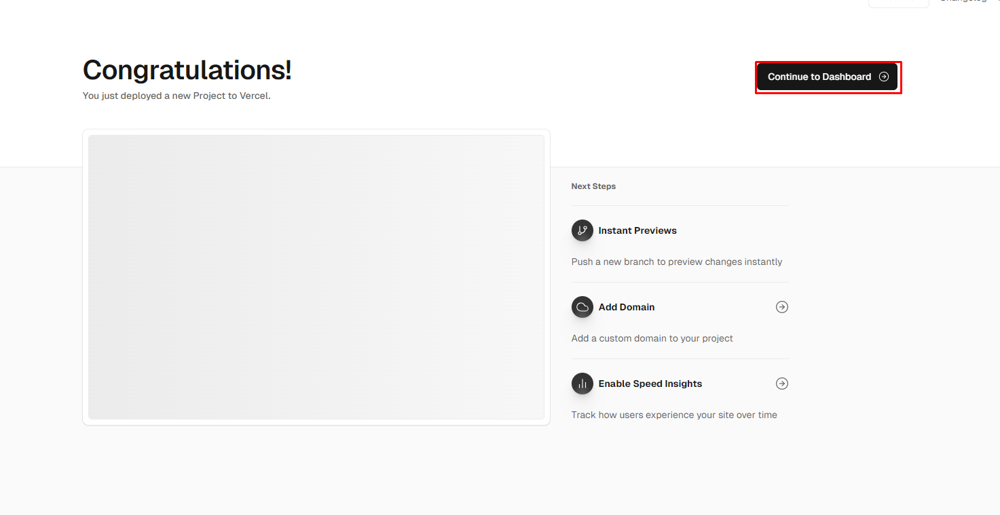 Congratulations!
Continue to Dashboard
You just deployed a new Project to Vercel.
Next Steps
Instant Previews
Push a new branch to preview changes instantly
Add Domain
Add a custom domain to your project
Enable Speed Insights
Track how users experience your site over time